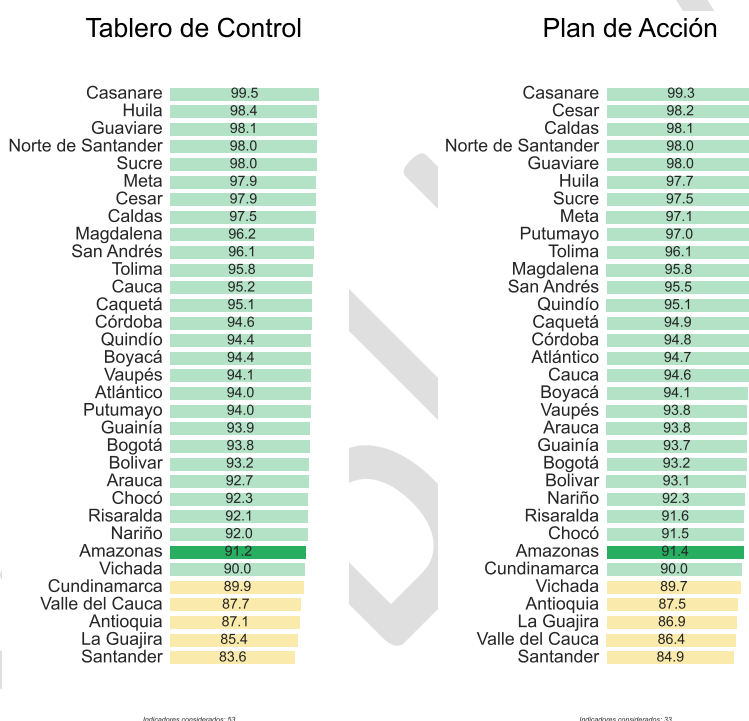 Tablero de Control
Casanare 99.5
Huila 98.4
Guaviare 98.1
Norte de Santander 98.0
Sucre 98.0
Meta 97.9
Cesar 97.9
Caldas 97.5
Magdalena 96.2
San Andrés 96.1
Tolima 95.8
Cauca 95.2
Caquetá 95.1
Córdoba 94.6
Quindío 94.4
Boyacá 94.4
Vaupés 94.1
Atlántico 94.0
Putumayo 94.0
Guainía 93.9
Bogotá 93.8
Bolivar 93.2
Arauca 92.7
Chocó 92.3
Risaralda 92.1
Nariño 92.0
Amazonas 91.2
Vichada 90.0
Cundinamarca 89.9
Valle del Cauca 87.7
Antioquia 87.1
La Guajira 85.4
Santander 83.6
Indicadores considerados: 53
Plan de Acción
Casanare 99.3
Cesar 98.2
Caldas 98.1
Norte de Santander 98.0
Guaviare 98.0
Huila 97.7
Sucre 97.5
Meta 97.1
Putumayo 97.0
Tolima 96.1
Magdalena 95.8
San Andrés 95.5
Quindío 95.1
Caquetá 94.9
Córdoba 94.8
Atlántico 94.7
Cauca 94.6
Boyacá 94.1
Vaupés 93.8
Arauca 93.8
Guainía 93.7
Bogotá 93.2
Bolivar 93.1
Nariño 92.3
Risaralda 91.6
Chocó 91.5
Amazonas 91.4
Cundinamarca 90.0
Vichada 89.7
Antioquia 87.5
La Guajira 86.9
Valle del Cauca 86.4
Santander 84.9
Indicadores considerados: 33